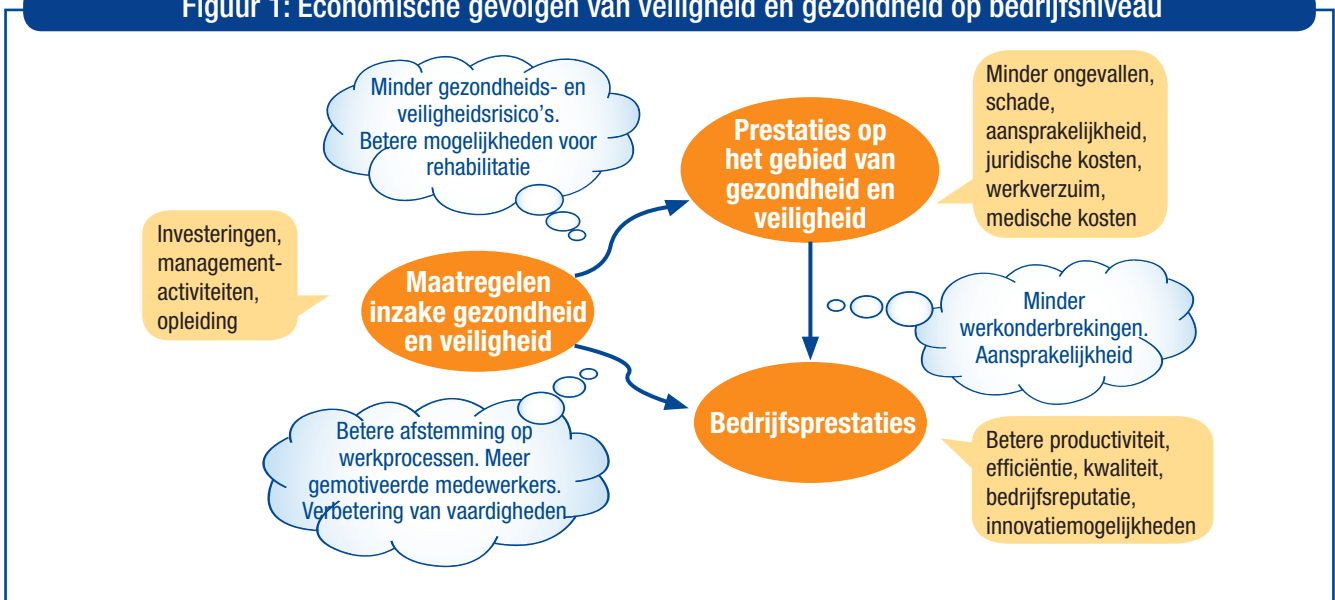 Figuur 1: Economische gevolgen van veiligheid en gezondheid op bedrijfsniveau
Minder gezondheids- en
veiligheidsrisico's.
Betere mogelijkheden voor
rehabilitatie
Prestaties op
het gebied van
gezondheid en
veiligheid
Minder ongevallen,
schade,
aansprakelijkheid,
juridische kosten,
werkverzuim,
medische kosten
Investeringen,
management-
activiteiten,
opleiding
Maatregelen
inzake gezondheid
en veiligheid
Minder
werkonderbrekingen.
Aansprakelijkheid
Betere afstemming op
werkprocessen. Meer
gemotiveerde medewerkers.
Verbetering van vaardigheden
Bedrijfsprestaties
Betere productiviteit,
efficiëntie, kwaliteit,
bedrijfsreputatie,
innovatiemogelijkheden